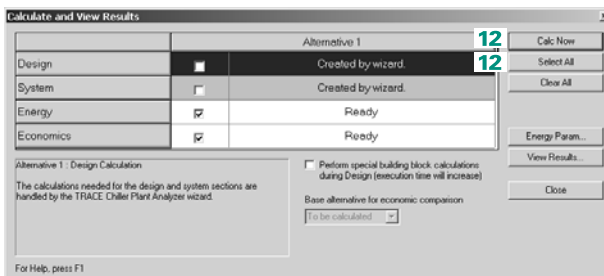 Calculate and View Results
Alternative 1
12
Calc Now
Design
Created by wizard.
12
Select All
System
Created by wizard.
Clear All
Energy
Ready
Economics
Ready
Energy Param...
View Results...
Close
Alternative 1 : Design Calculation
The calculations needed for the design and system sections are
handled by the TRACE Chiller Plant Analyzer wizard.
Perform special building block calculations
during Design (execution time will increase)
Base alternative for economic comparison
To be calculated
For Help, press F1